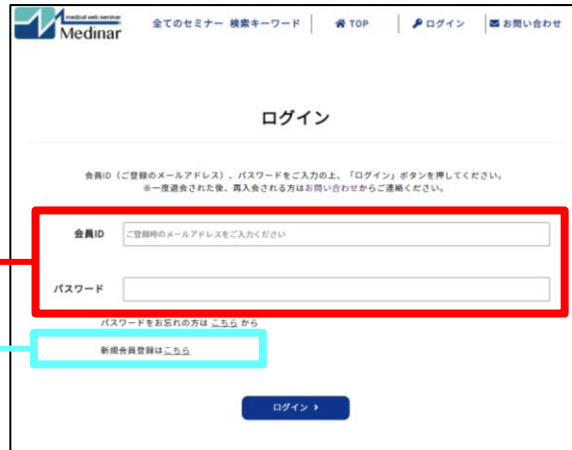 medical web seminar
Medinar
全てのセミナー 検索キーワード
TOP
ログイン
お問い合わせ
ログイン
会員ID（ご登録のメールアドレス）、パスワードをご入力の上、「ログイン」ボタンを押してください。
※一度退会された後、再入会される方はお問い合わせからご連絡ください。
会員ID
ご登録時のメールアドレスをご入力ください
パスワード
パスワードをお忘れの方は こちら から
新規会員登録はこちら
ログイン ›